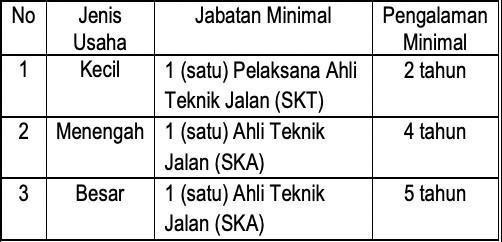 No Jenis Usaha Jabatan Minimal Pengalaman Minimal
1 Kecil 1 (satu) Pelaksana Ahli 2 tahun
Teknik Jalan (SKT)
2 Menengah 1 (satu) Ahli Teknik 4 tahun
Jalan (SKA)
3 Besar 1 (satu) Ahli Teknik 5 tahun
Jalan (SKA)